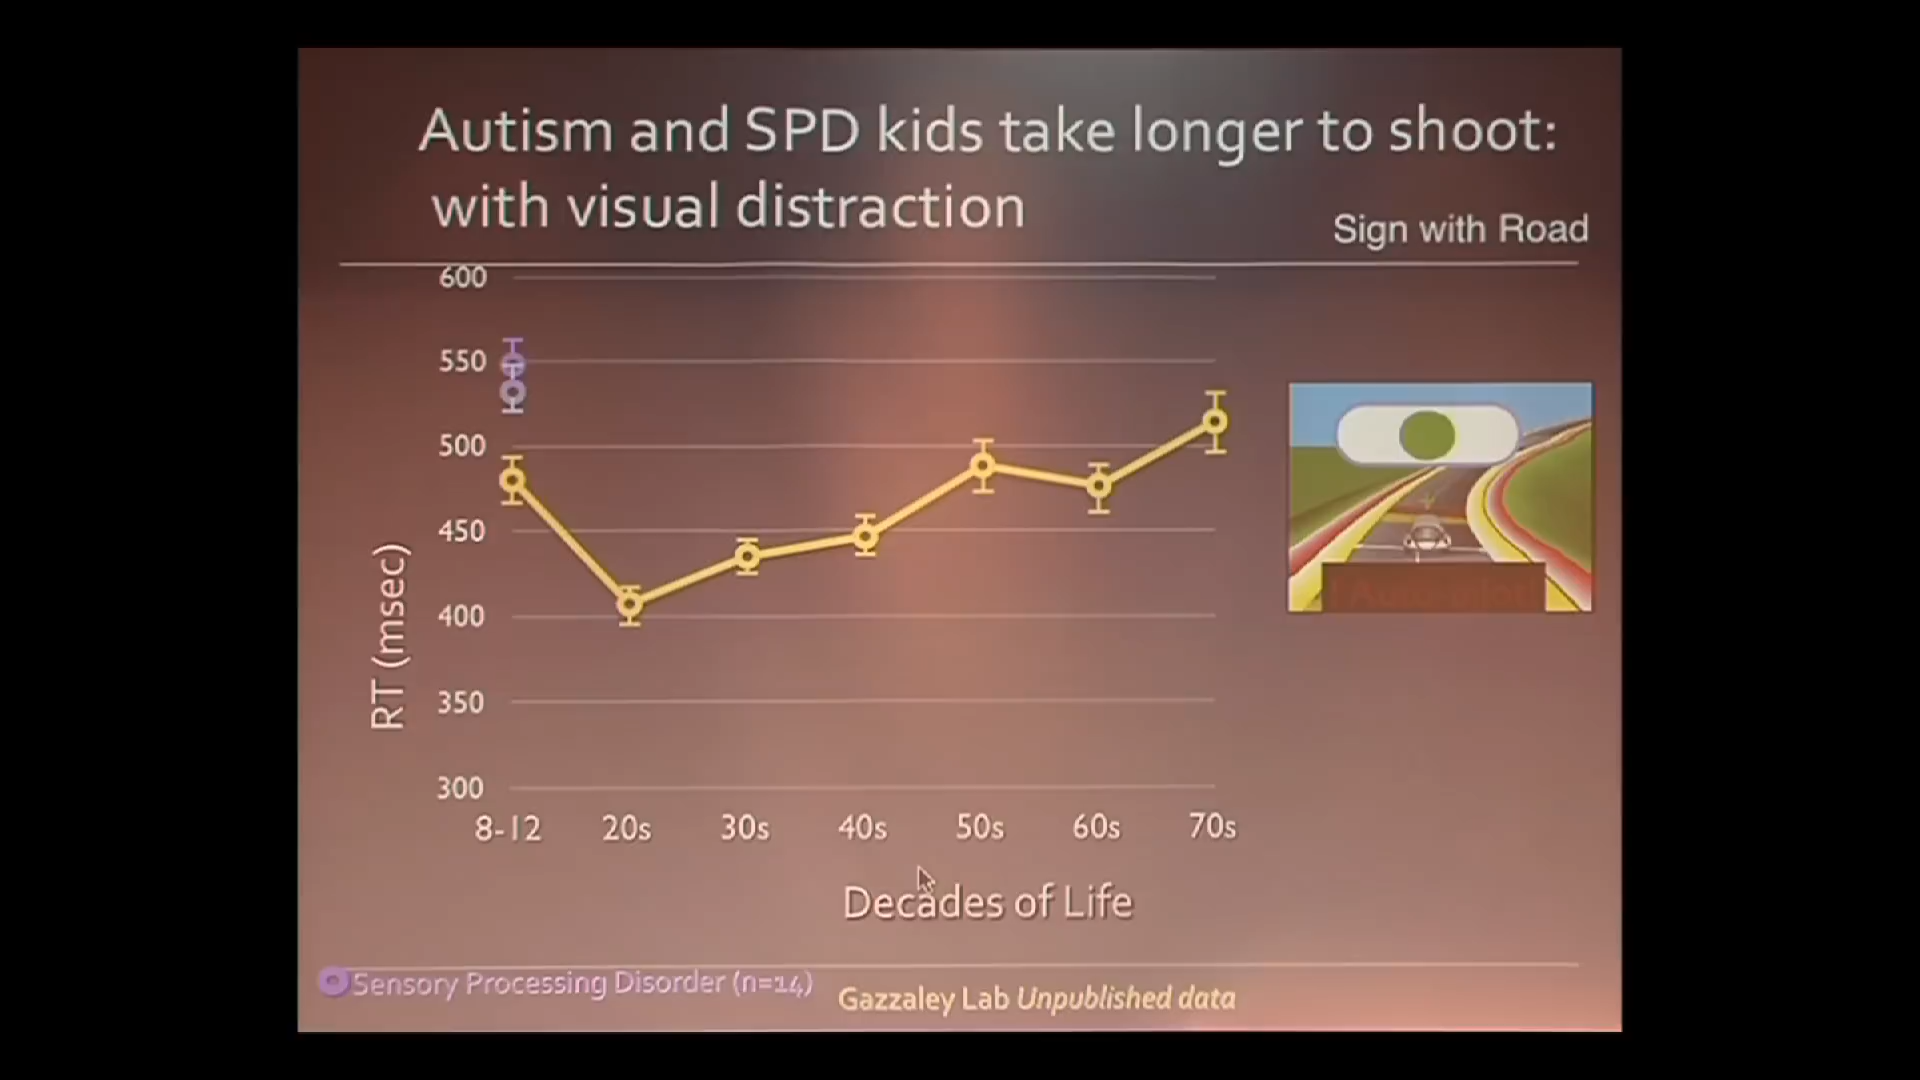 Autism and SPD kids take longer to shoot:
with visual distraction
Sign with Road
600
550
500
450
400
350
300
RT (msec)
8-12 20s 30s 40s 50s 60s 70s
Decades of Life
Sensory Processing Disorder (n=14)
Gazzaley Lab Unpublished data